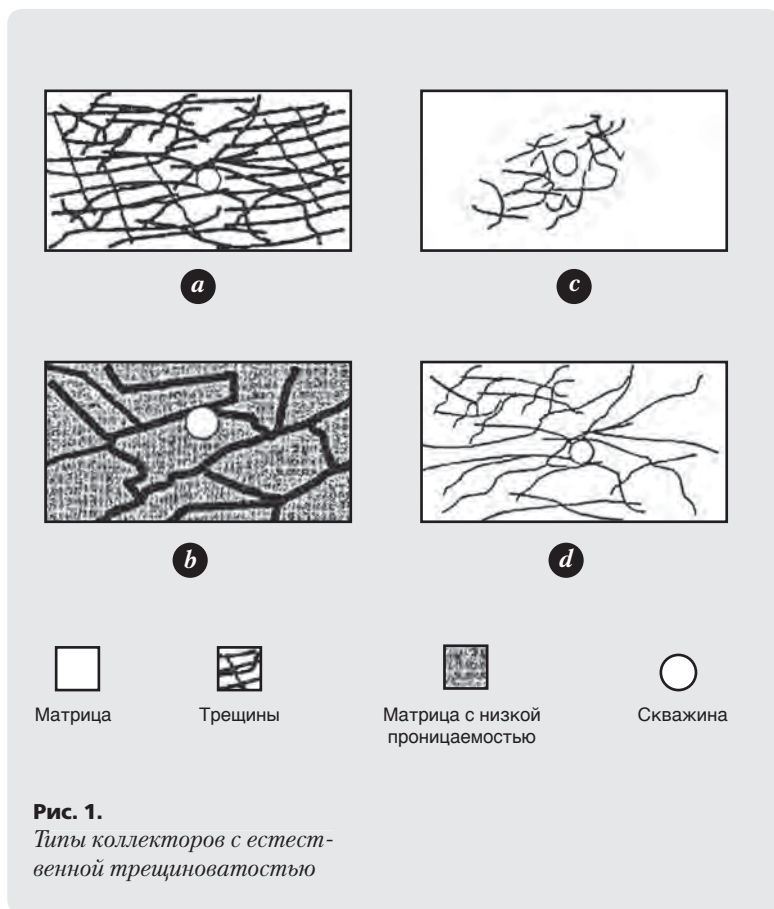 a
c
b
d
Матрица
Трещины
Матрица с низкой
проницаемостью
Скважина
Рис. 1.
Типы коллекторов с естест-
венной трещиноватостью